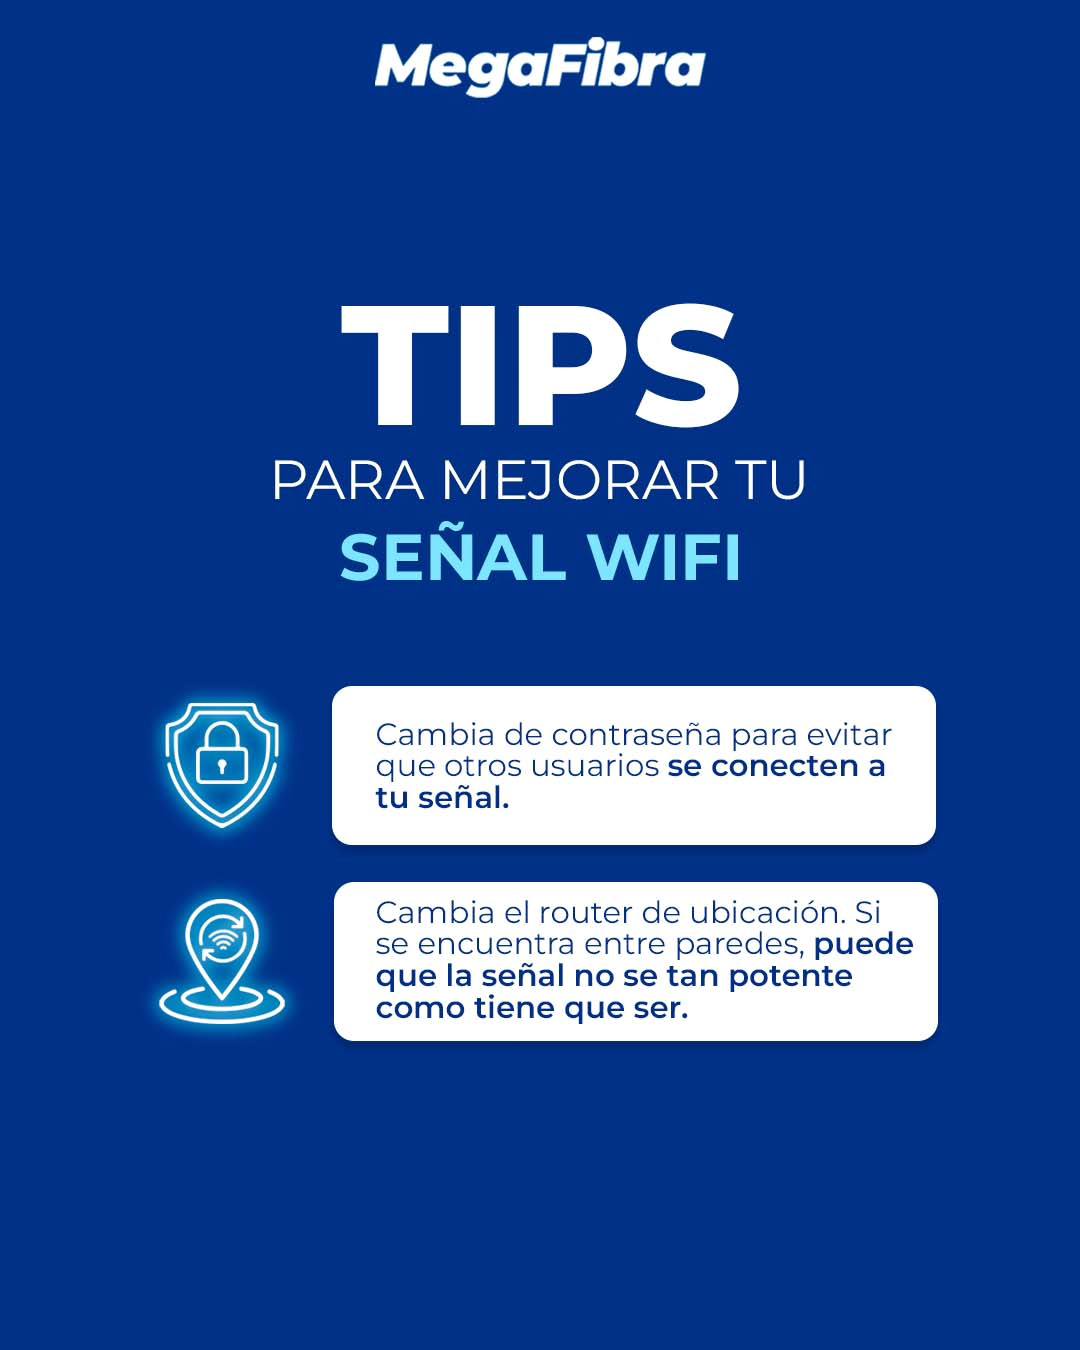 MegaFibra
TIPS
PARA MEJORAR TU
SEÑAL WIFI
Cambia de contraseña para evitar
que otros usuarios se conecten a
tu señal.
Cambia el router de ubicación. Si
se encuentra entre paredes, puede
que la señal no se tan potente
como tiene que ser.